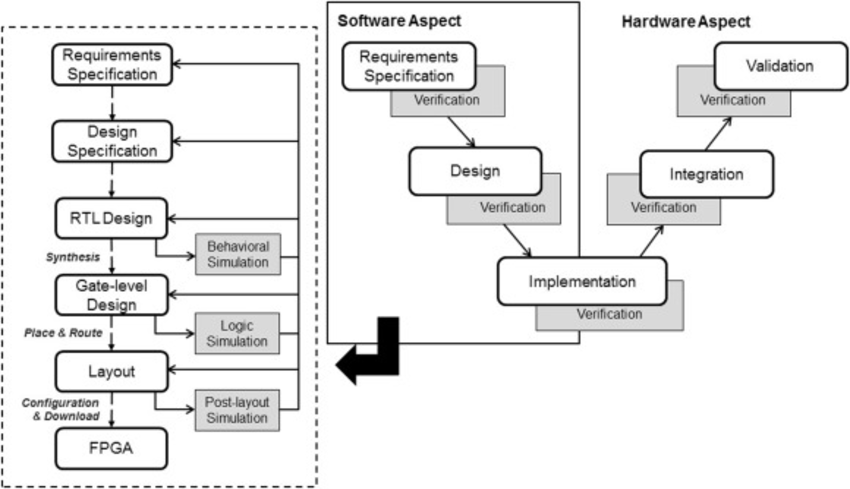 Requirements
Specification
Design
Specification
RTL Design
Synthesis
Behavioral
Simulation
Gate-level
Design
Place & Route
Logic
Simulation
Layout
Configuration
& Download
Post-layout
Simulation
FPGA
Software Aspect
Requirements
Specification
Verification
Design
Verification
Implementation
Verification
Hardware Aspect
Validation
Verification
Integration
Verification